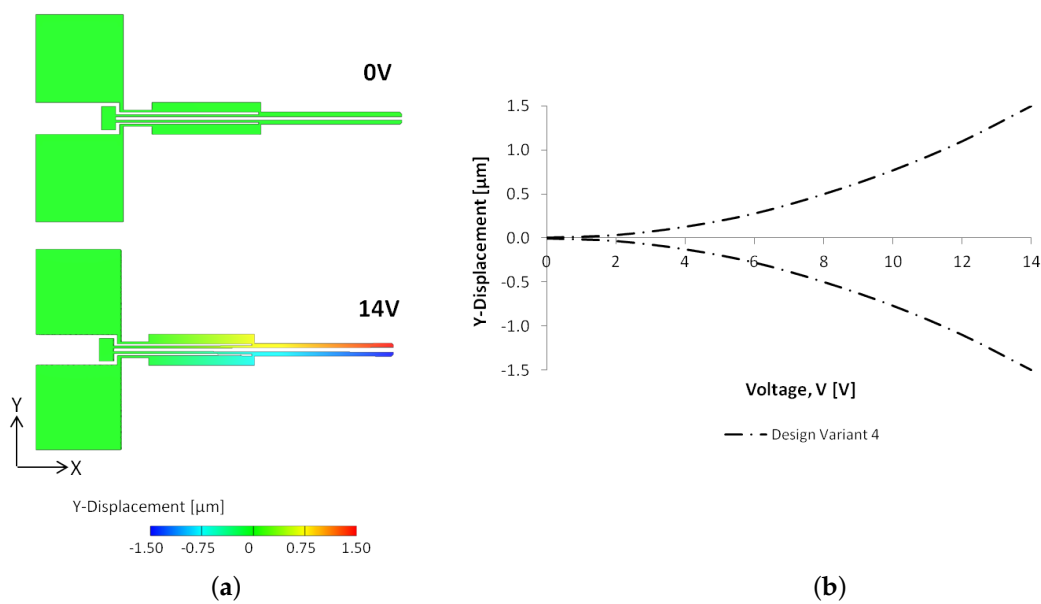 0V
14V
Y
X
Y-Displacement [µm]
-1.50 -0.75 0 0.75 1.50
(a)
Y-Displacement [µm]
1.5
1.0
0.5
0.0
-0.5
-1.0
-1.5
0 2 4 6 8 10 12 14
Voltage, V [V]
Design Variant 4
(b)